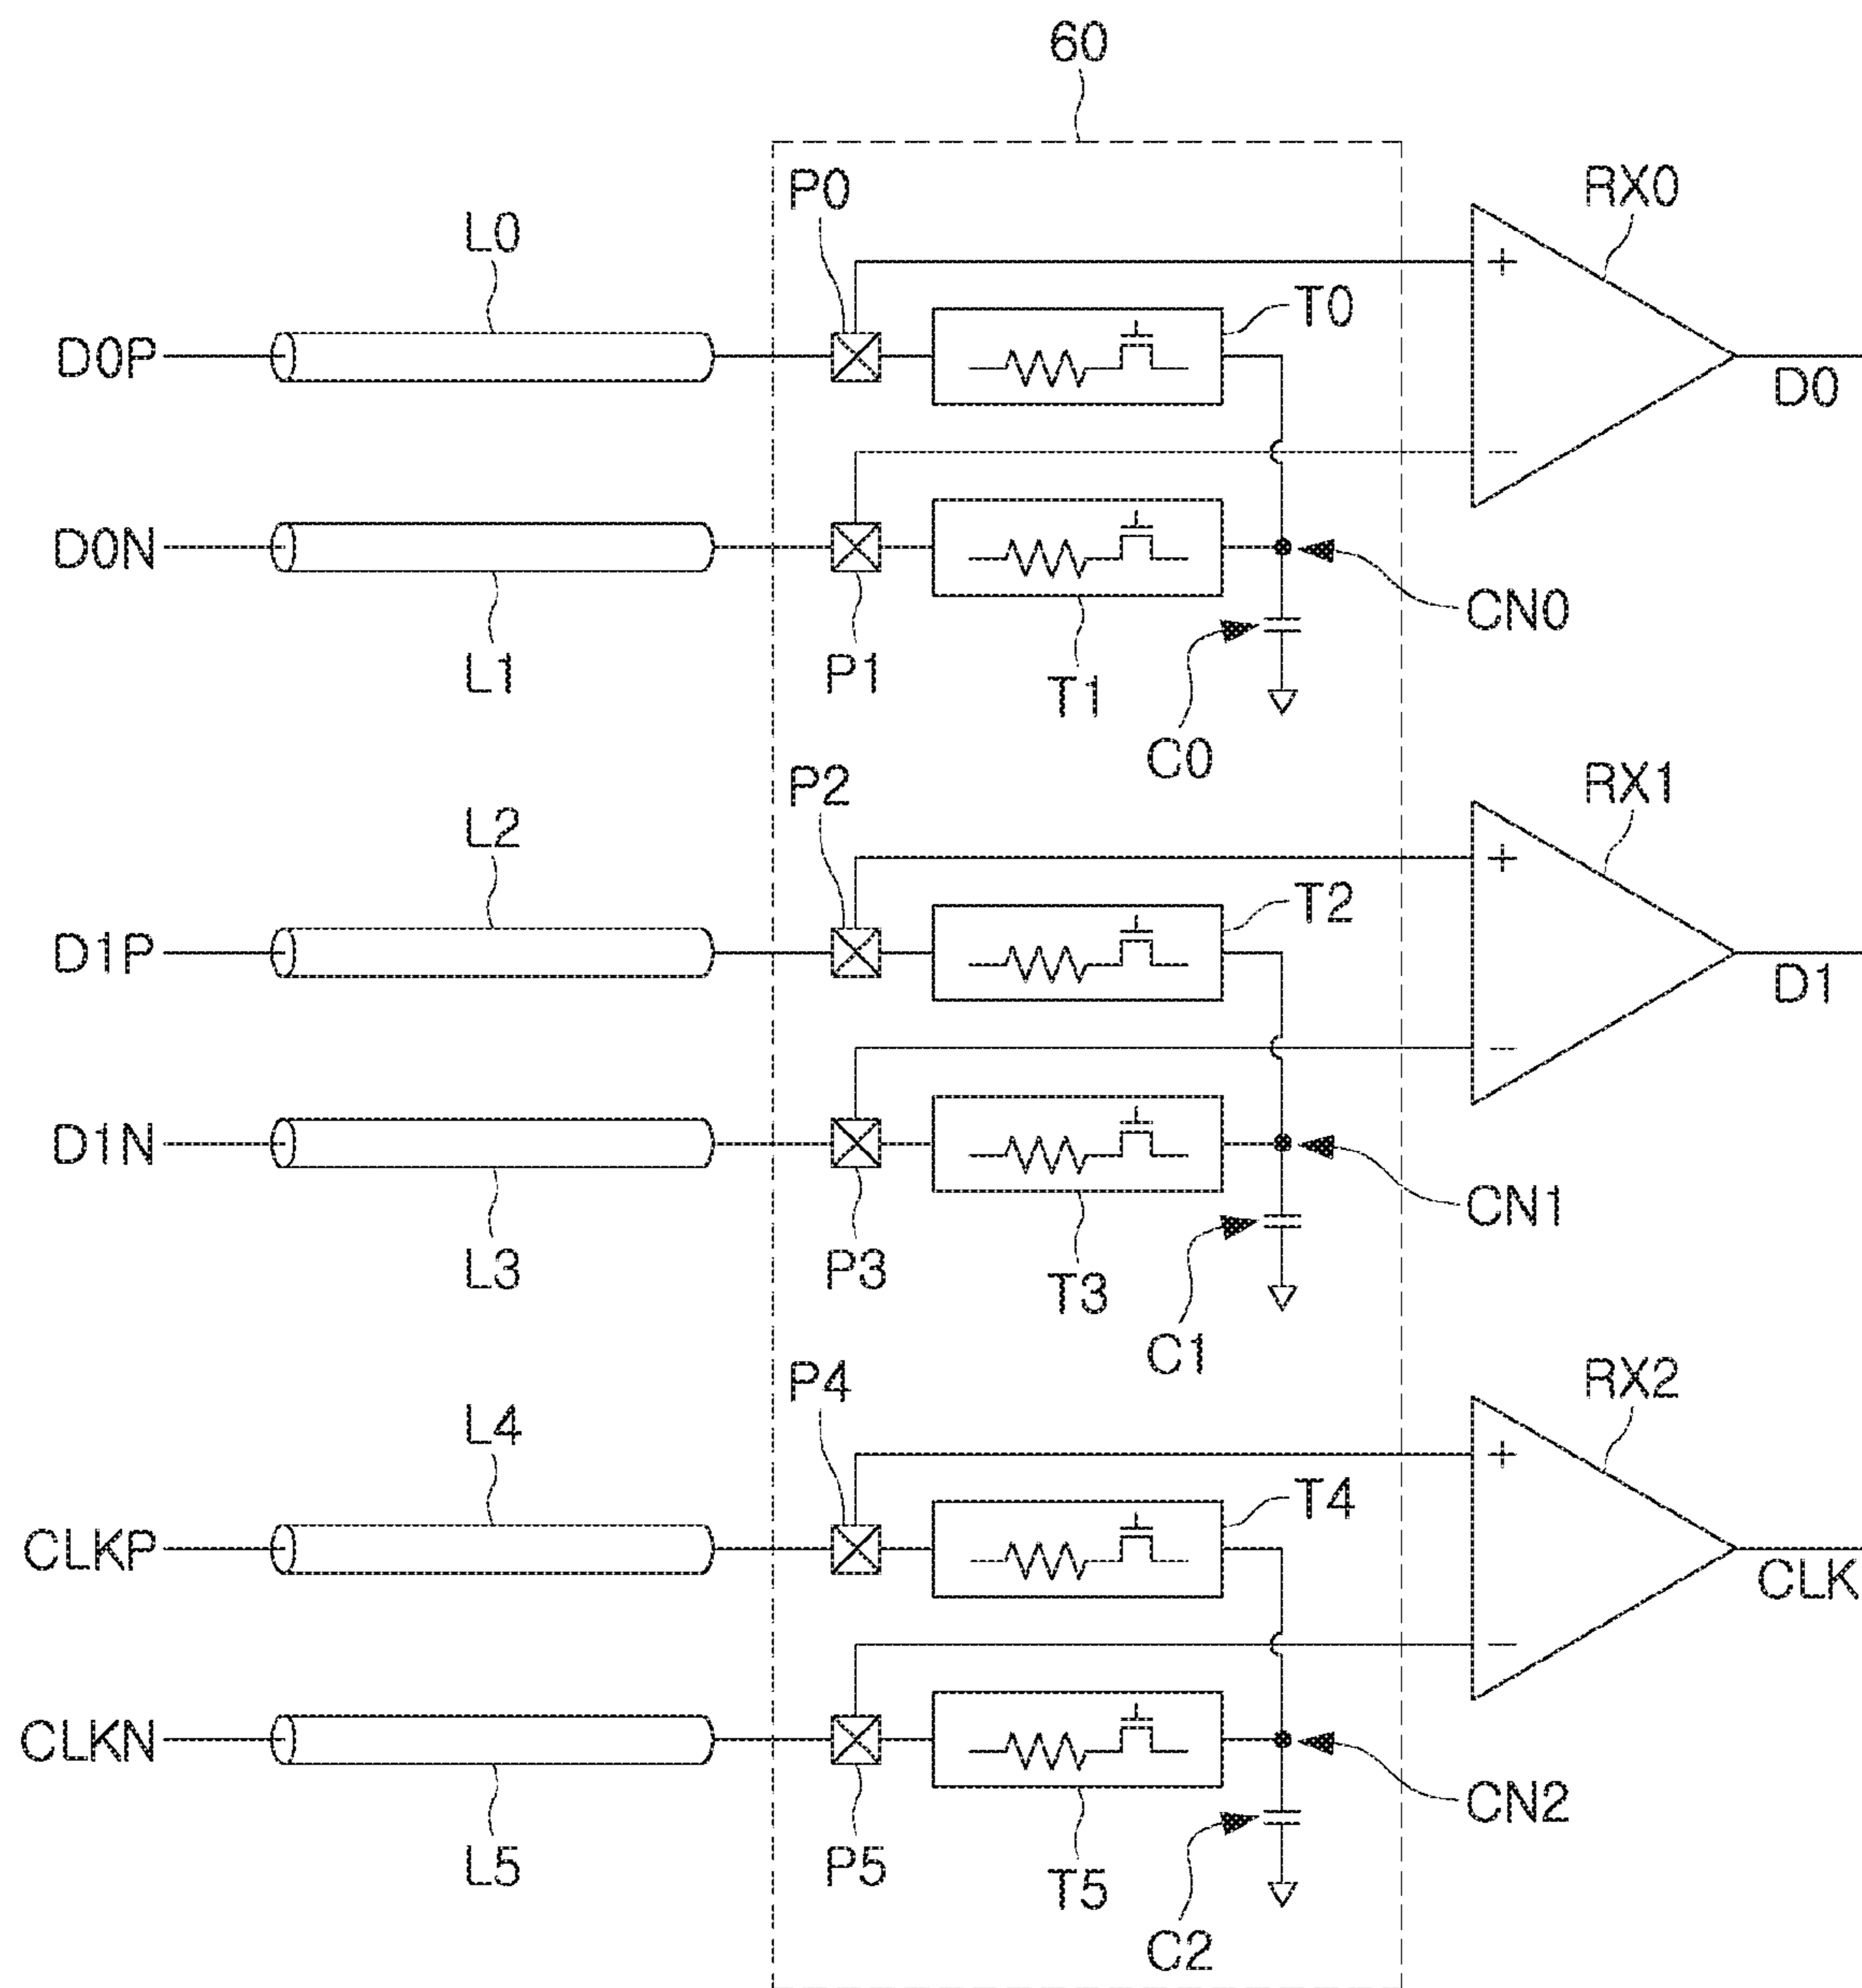 60
P0
RX0
L0
+
T0
D0P
D0
−
D0N
CN0
L1
P1
T1
C0
P2
RX1
L2
+
T2
D1P
D1
−
D1N
CN1
L3
P3
T3
C1
P4
RX2
L4
+
T4
CLKP
CLK
−
CLKN
CN2
L5
P5
T5
C2